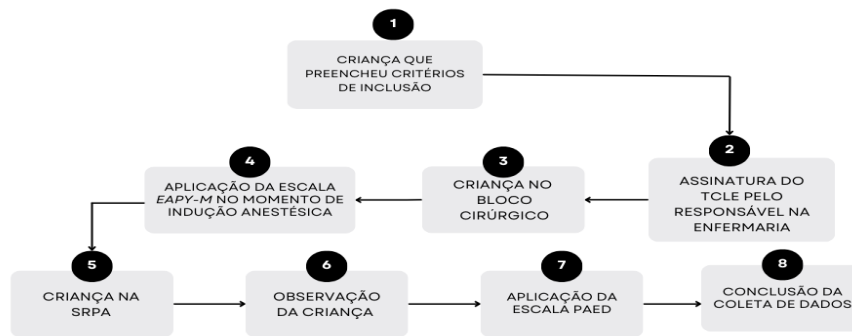 1
CRIANÇA QUE
PREENCHEU CRITÉRIOS
DE INCLUSÃO
2
ASSINATURA DO
TCLE PELO
RESPONSÁVEL NA
ENFERMARIA
3
CRIANÇA NO
BLOCO
CIRÚRGICO
4
APLICAÇÃO DA ESCALA
EAPY-M NO MOMENTO DE
INDUÇÃO ANESTÉSICA
5
CRIANÇA NA
SRPA
6
OBSERVAÇÃO
DA CRIANÇA
7
APLICAÇÃO DA
ESCALA PAED
8
CONCLUSÃO DA
COLETA DE DADOS